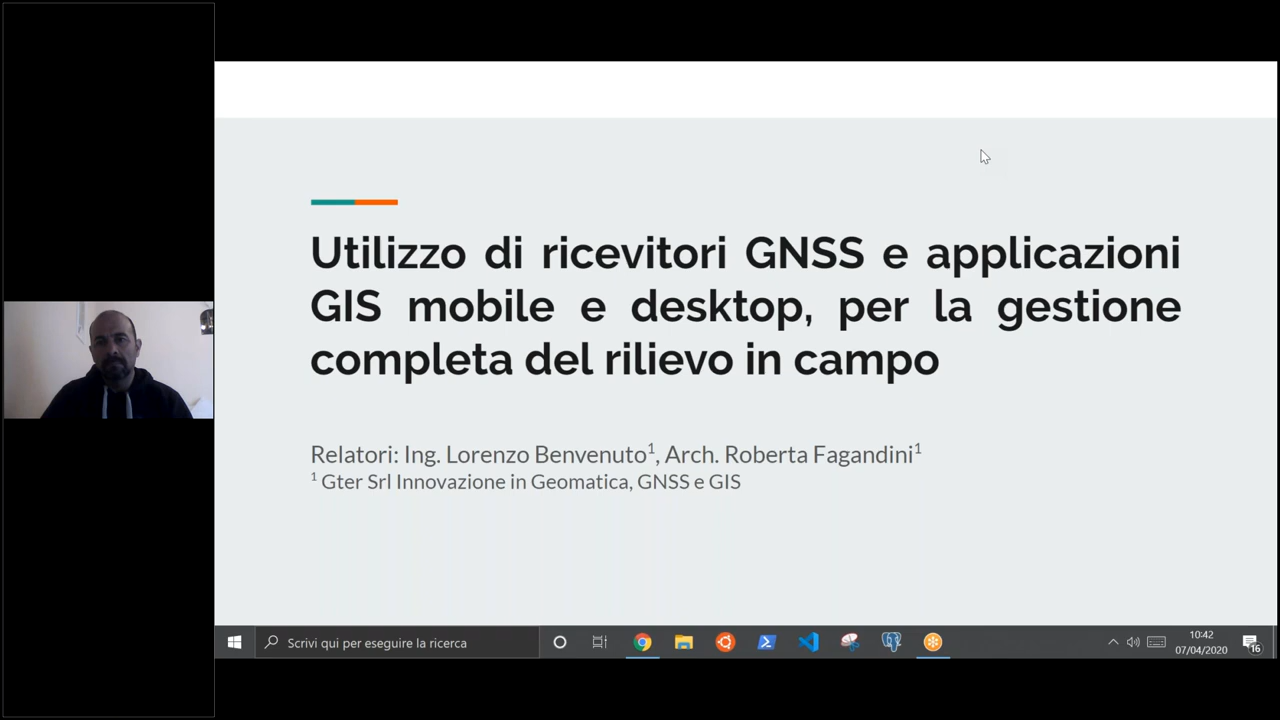 Utilizzo di ricevitori GNSS e applicazioni
GIS mobile e desktop, per la gestione
completa del rilievo in campo
Relatori: Ing. Lorenzo Benvenuto¹, Arch. Roberta Fagandini¹
¹ Gter Srl Innovazione in Geomatica, GNSS e GIS
Scrivi qui per eseguire la ricerca
10:42
07/04/2020
16